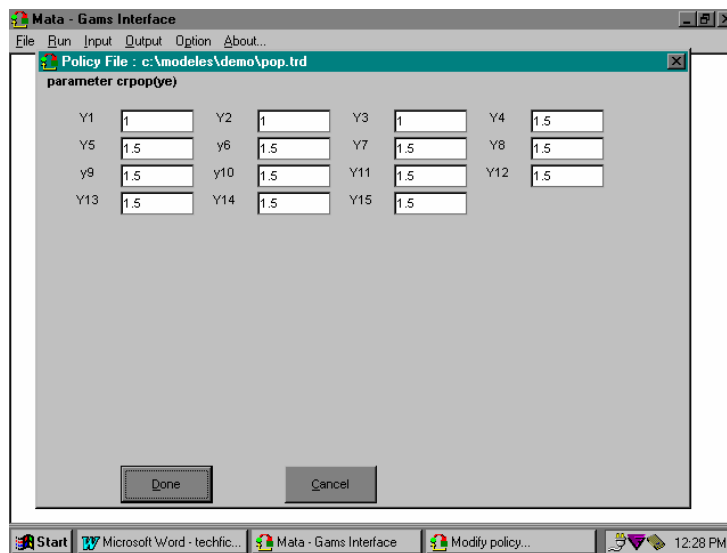 Mata - Gams Interface
File Run Input Output Option About...
Policy File : c:\modeles\demo\pop.trd
parameter crpop(ye)
Y1 1 Y2 1 Y3 1 Y4 1.5
Y5 1.5 y6 1.5 Y7 1.5 Y8 1.5
y9 1.5 y10 1.5 Y11 1.5 Y12 1.5
Y13 1.5 Y14 1.5 Y15 1.5
Done Cancel
Start Microsoft Word - techfic... Mata - Gams Interface Modify policy... 12:28 PM